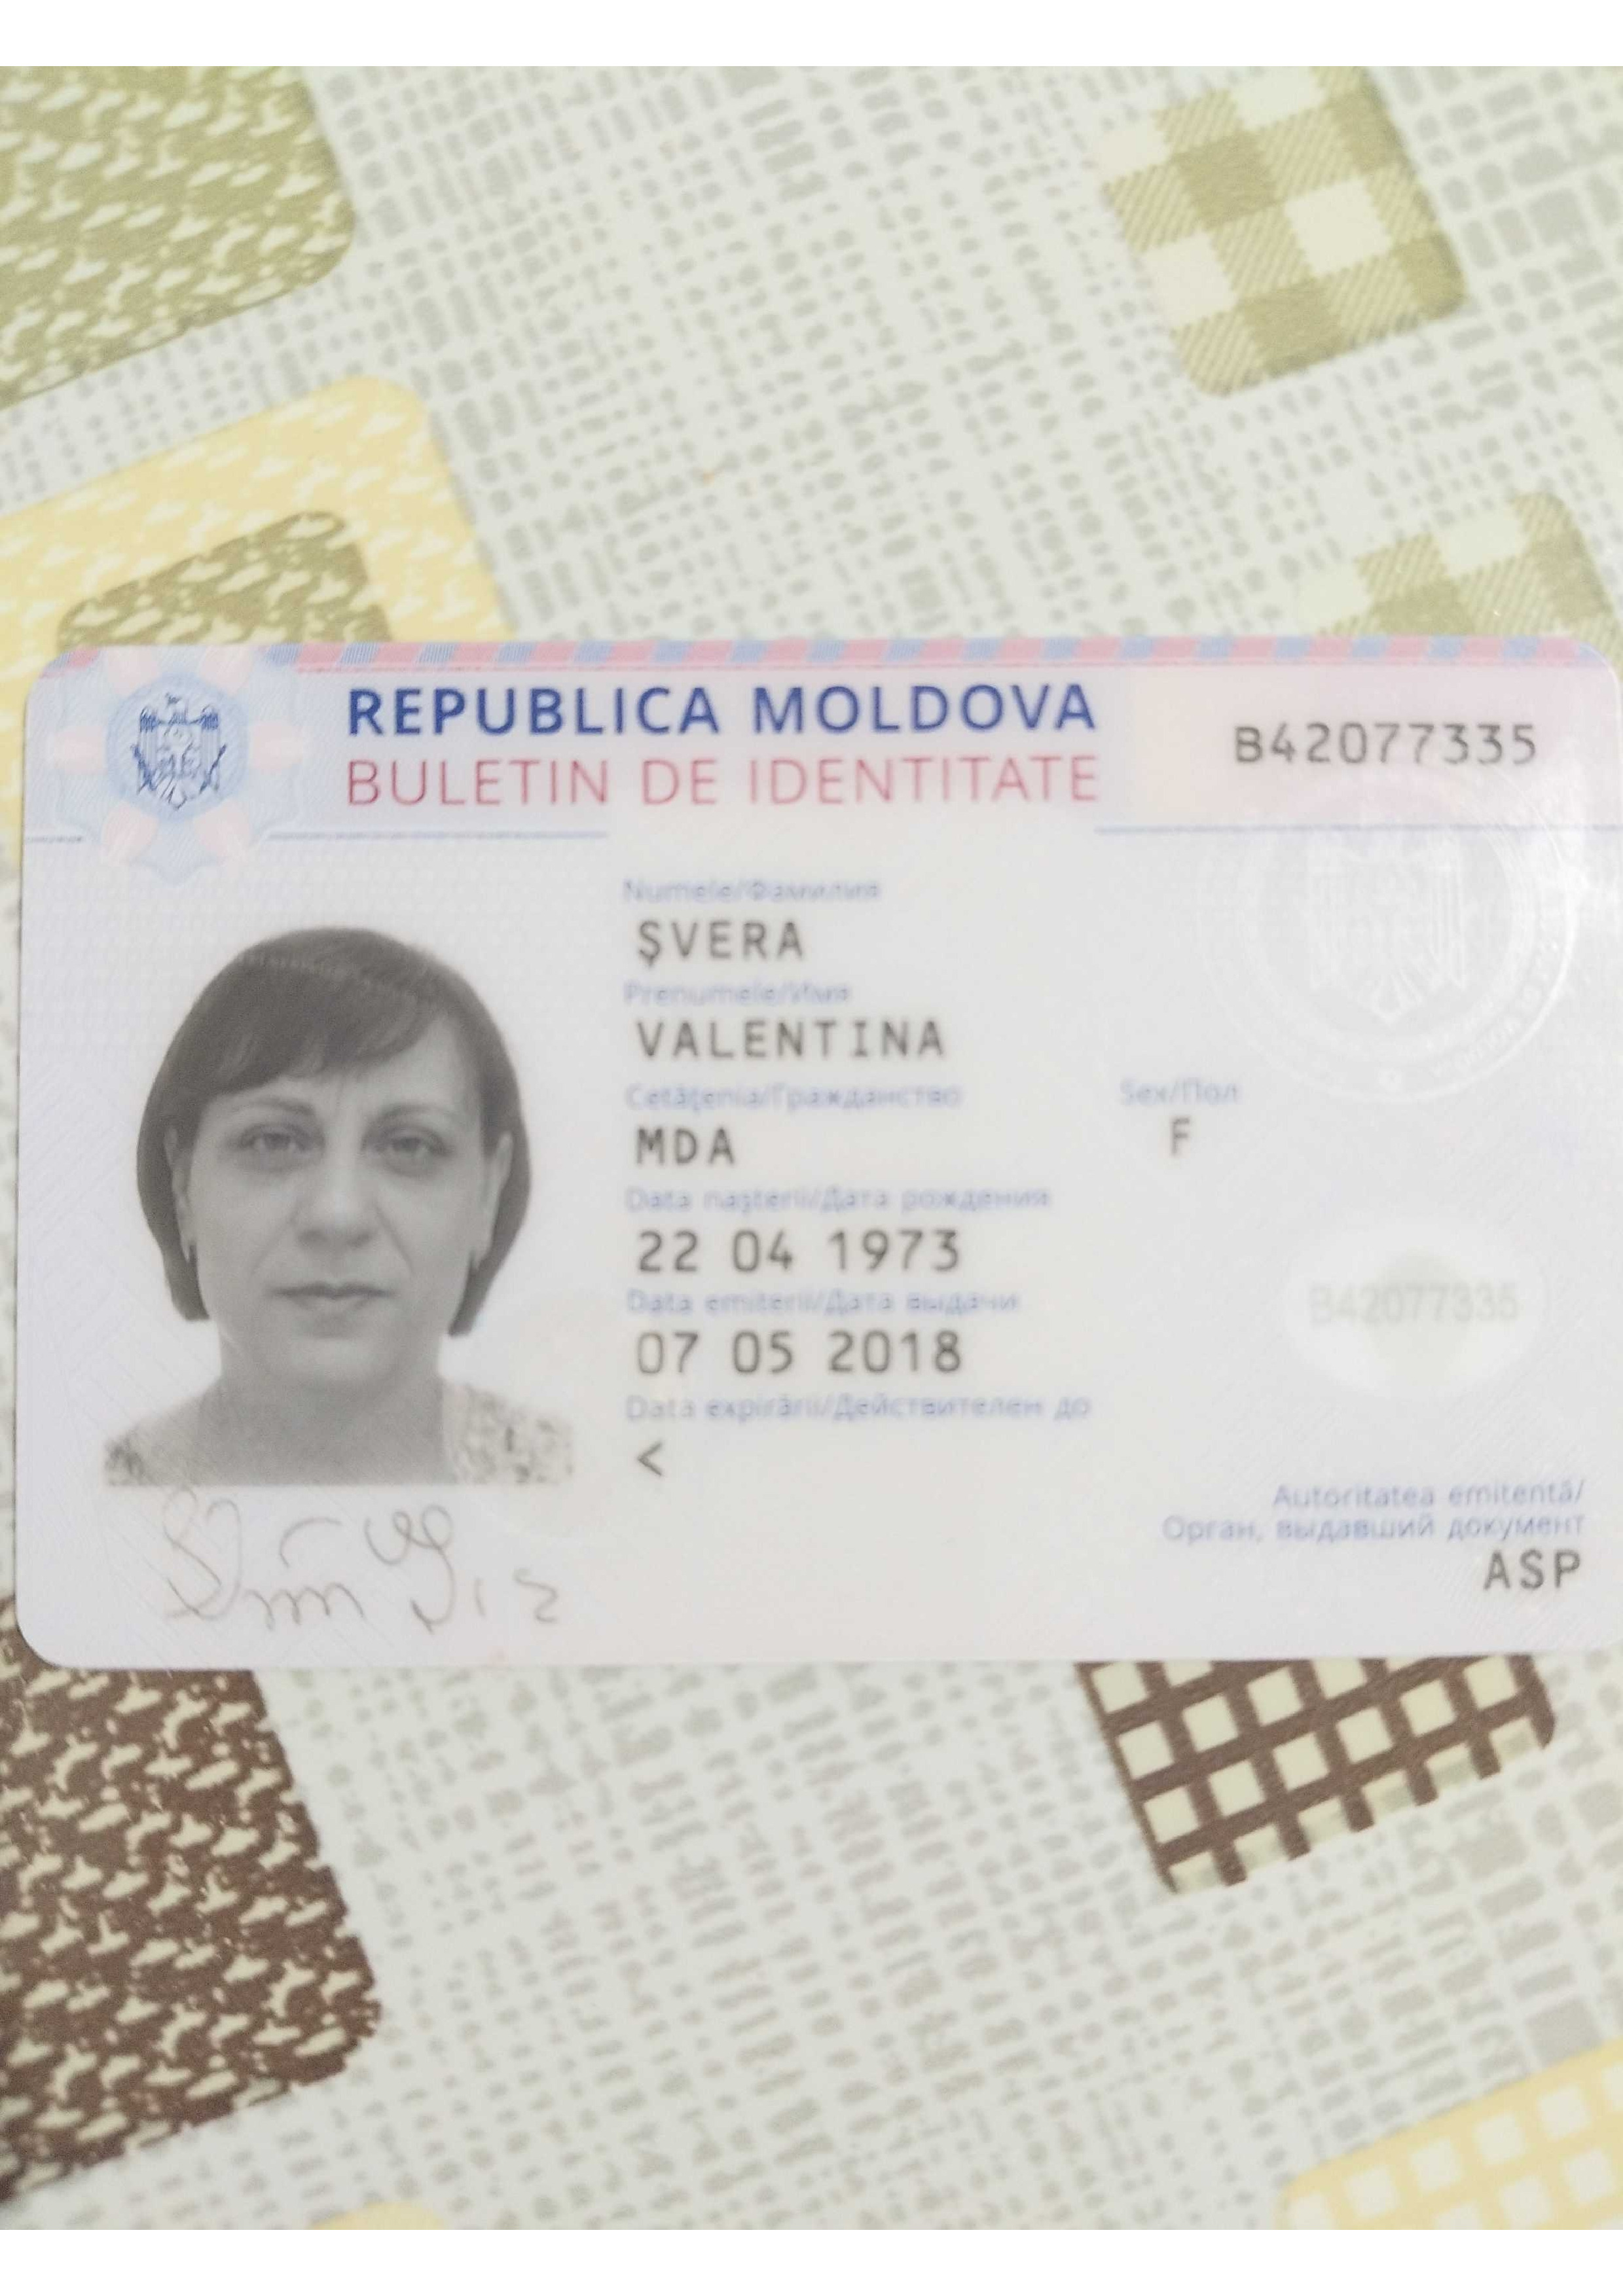 REPUBLICA MOLDOVA
BULETIN DE IDENTITATE
B42077335
Numele/Фамилия
ŞVERA
Prenumele/Имя
VALENTINA
Cetăţenia/Гражданство Sex/Пол
MDA F
Data naşterii/Дата рождения
22 04 1973
Data emiterii/Дата выдачи
B42077335
07 05 2018
Data expirării/Действителен до
<
Autoritatea emitentă/
Орган, выдавший документ
ASP